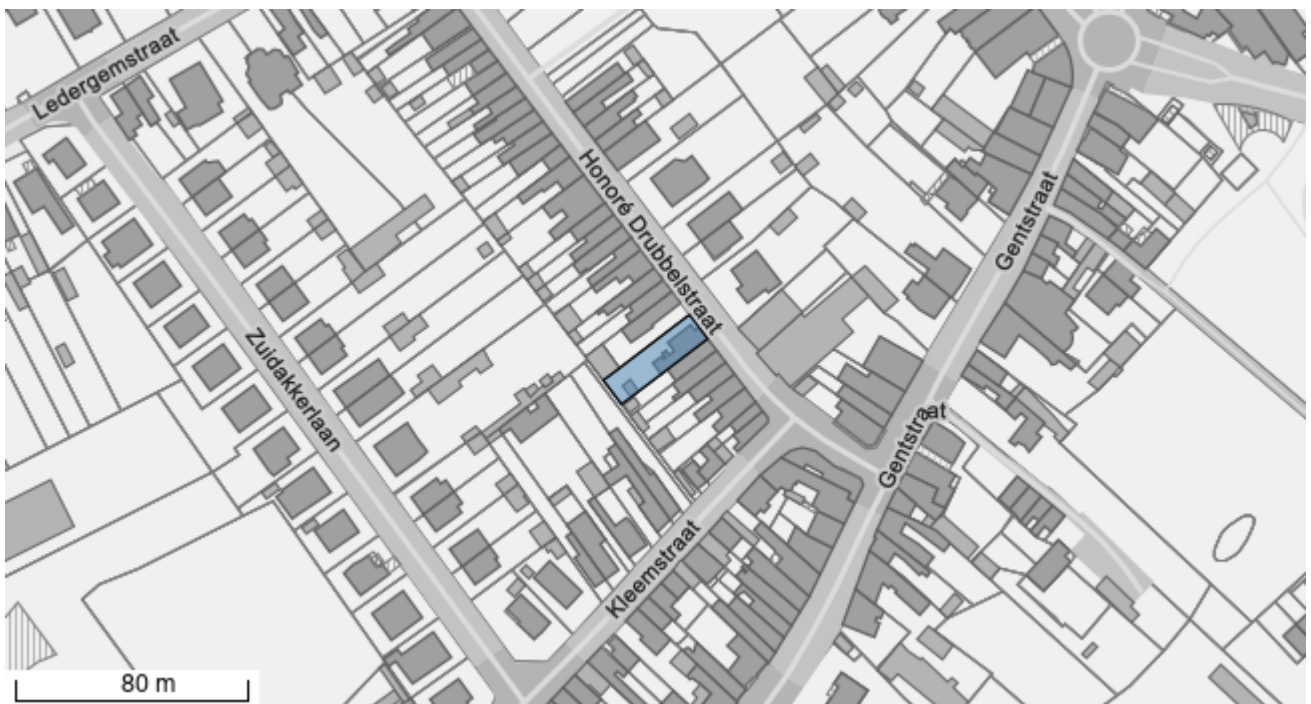 Ledergemstraat
Honoré Drubbelstraat
Gentstraat
Zuidakkerlaan
Gentstraat
Kleemstraat
80 m